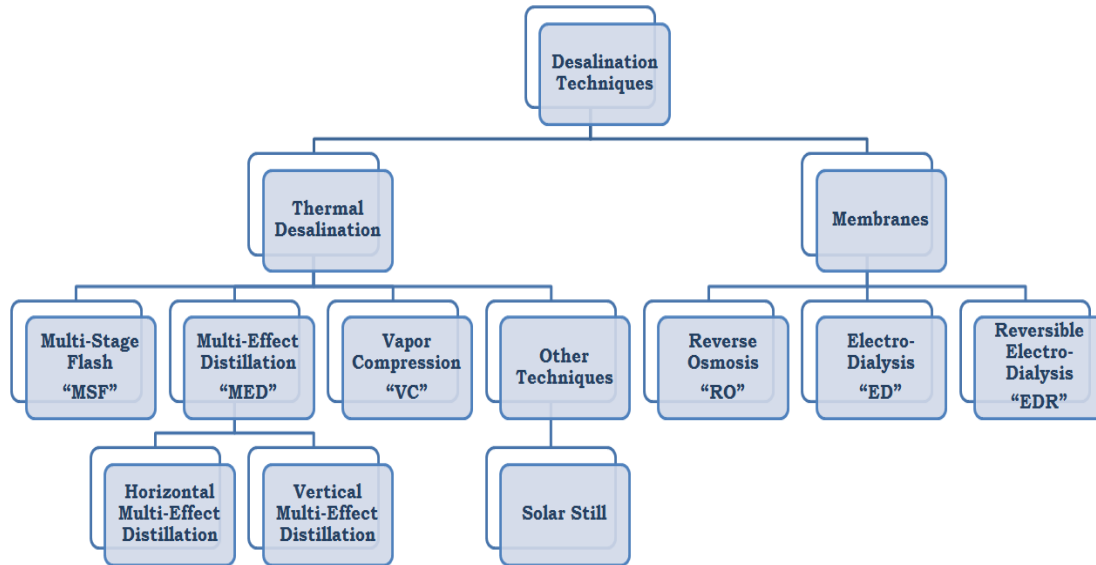 Desalination
Techniques
Thermal
Desalination
Membranes
Multi-Stage
Flash
“MSF”
Multi-Effect
Distillation
“MED”
Vapor
Compression
“VC”
Other
Techniques
Reverse
Osmosis
“RO”
Electro-
Dialysis
“ED”
Reversible
Electro-
Dialysis
“EDR”
Horizontal
Multi-Effect
Distillation
Vertical
Multi-Effect
Distillation
Solar Still